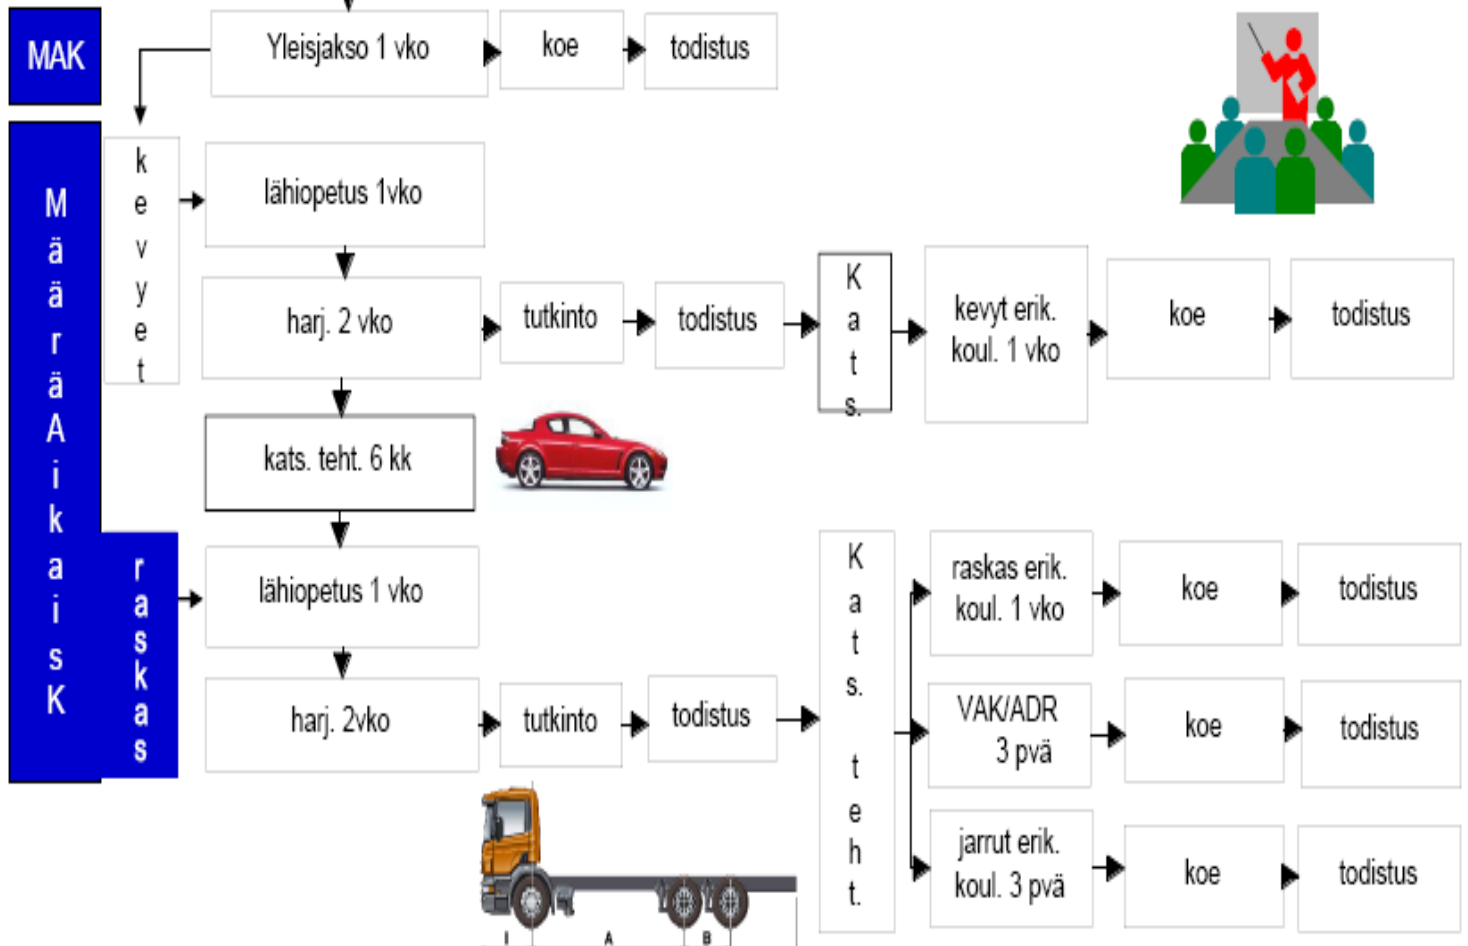 MAK
Yleisjakso 1 vko
koe
todistus
MääräAikaisK
kevyet
lähiopetus 1vko
harj. 2 vko
tutkinto
todistus
Kats.
kevyt erik.
koul. 1 vko
koe
todistus
kats. teht. 6 kk
raskas
lähiopetus 1 vko
harj. 2vko
tutkinto
todistus
Kats. teht.
raskas erik.
koul. 1 vko
koe
todistus
VAK/ADR
3 pvä
koe
todistus
jarrut erik.
koul. 3 pvä
koe
todistus
I A B